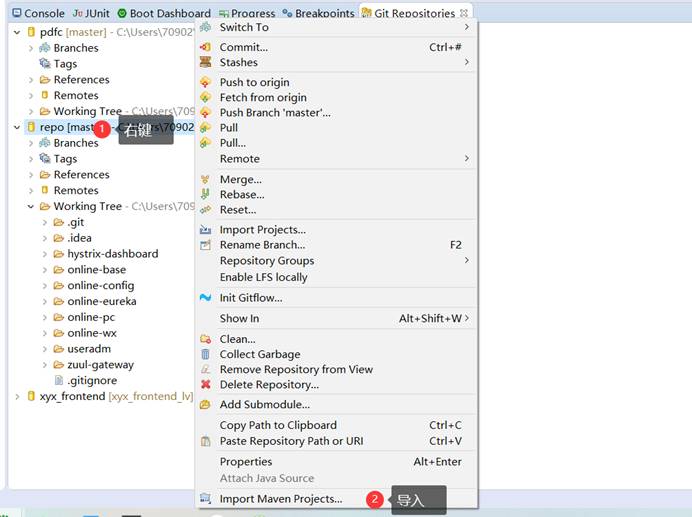 Console JUnit Boot Dashboard Progress Breakpoints Git Repositories
pdfc [master] - C:\Users\70902
Branches
Tags
References
Remotes
Working Tree - C:\Users\709
repo [mast 1 - C:\Users\70902 右键
Branches
Tags
References
Remotes
Working Tree - C:\Users\709
.git
.idea
hystrix-dashboard
online-base
online-config
online-eureka
online-pc
online-wx
useradm
zuul-gateway
.gitignore
xyx_frontend [xyx_frontend_lv]
Switch To
Commit... Ctrl+#
Stashes
Push to origin
Fetch from origin
Push Branch 'master'...
Pull
Pull...
Remote
Merge...
Rebase...
Reset...
Import Projects...
Rename Branch... F2
Repository Groups
Enable LFS locally
Init Gitflow...
Show In Alt+Shift+W
Clean...
Collect Garbage
Remove Repository from View
Delete Repository...
Add Submodule...
Copy Path to Clipboard Ctrl+C
Paste Repository Path or URI Ctrl+V
Properties Alt+Enter
Attach Java Source
Import Maven Projects... 2 导入